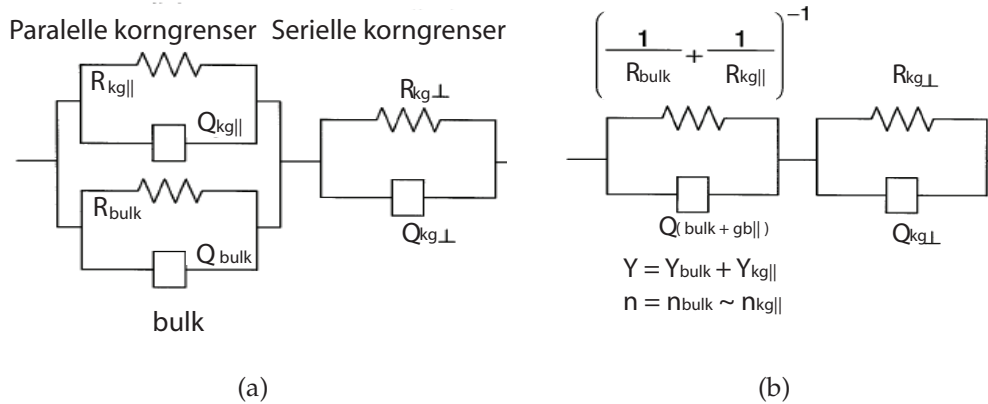 Paralelle korngrenser
Serielle korngrenser
Rkg||
Qkg||
Rbulk
Qbulk
bulk
Rkg⊥
Qkg⊥
(a)
(1/Rbulk + 1/Rkg||)−1
Q(bulk + gb||)
Y = Ybulk + Ykg||
n = nbulk ~ nkg||
Rkg⊥
Qkg⊥
(b)